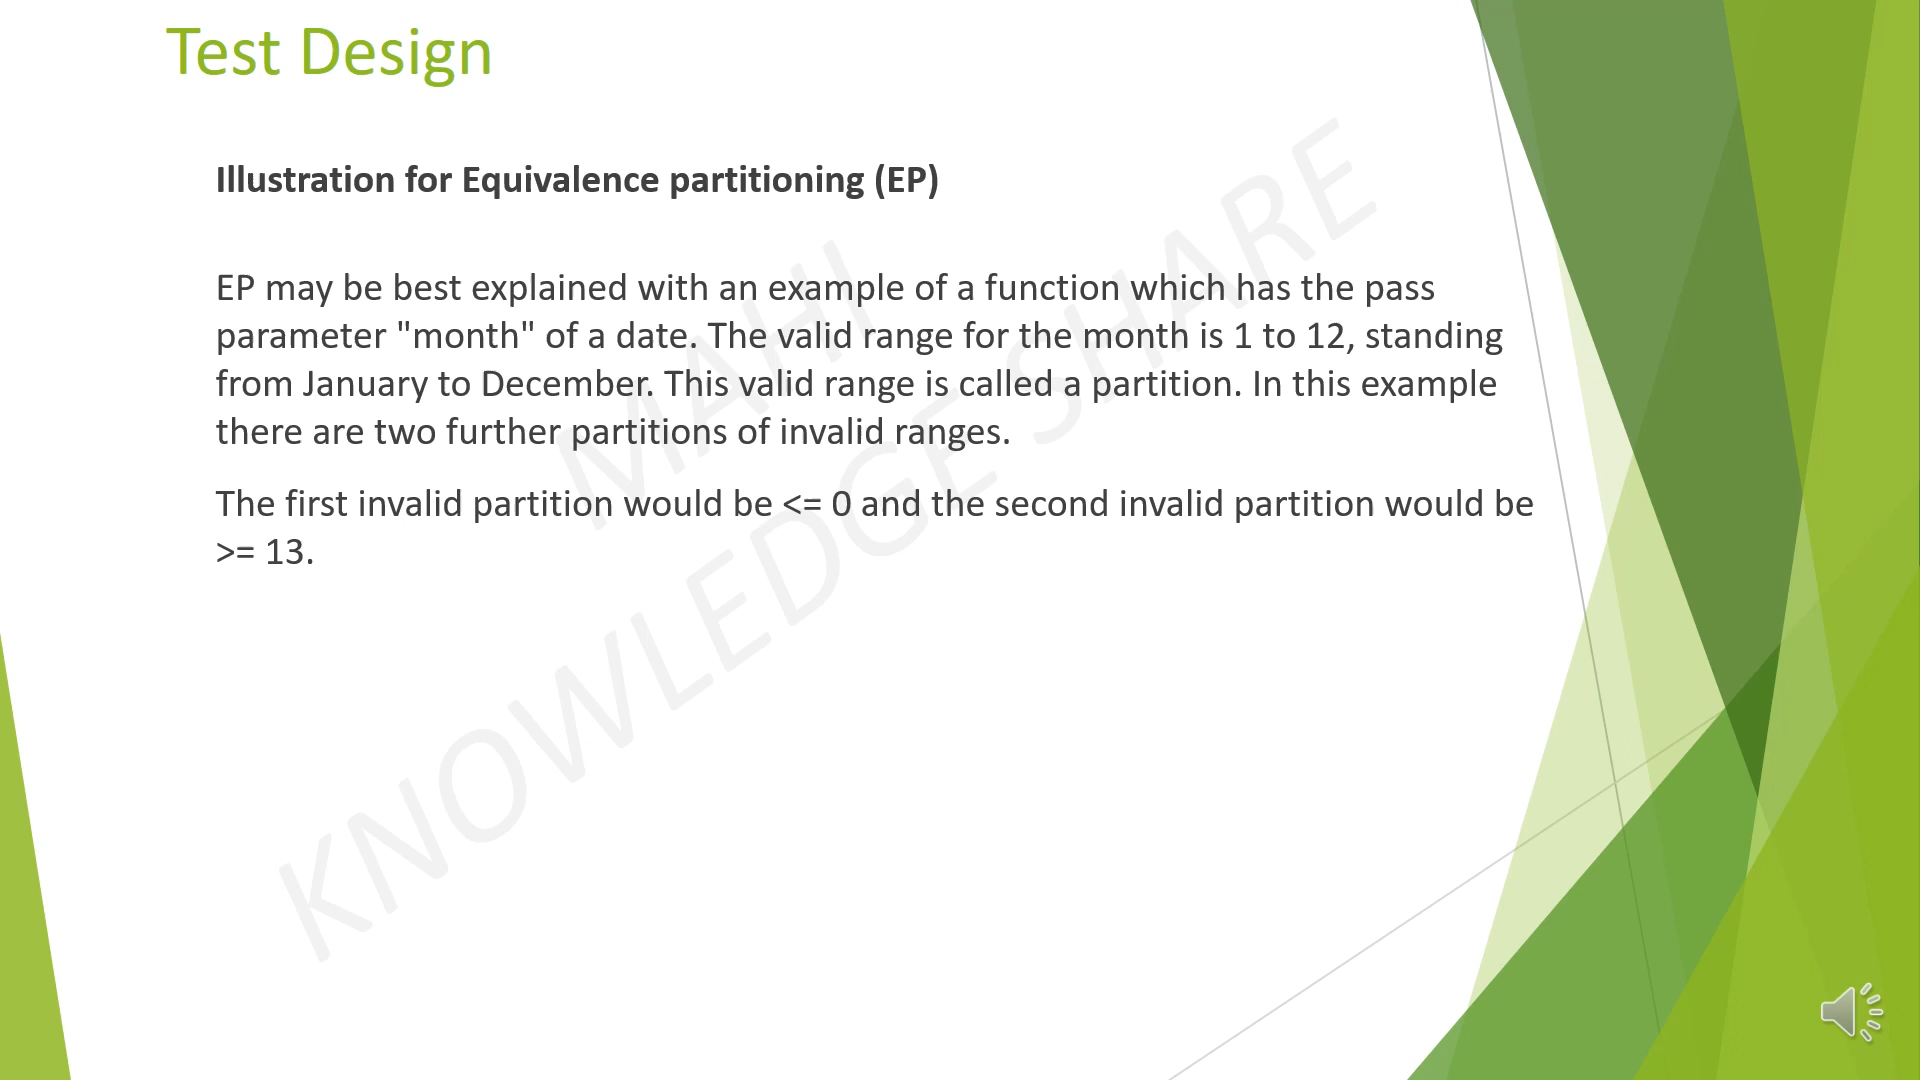 Test Design
Illustration for Equivalence partitioning (EP)
EP may be best explained with an example of a function which has the pass
parameter "month" of a date. The valid range for the month is 1 to 12, standing
from January to December. This valid range is called a partition. In this example
there are two further partitions of invalid ranges.
The first invalid partition would be <= 0 and the second invalid partition would be
>= 13.
MAHI
KNOWLEDGE SHARE